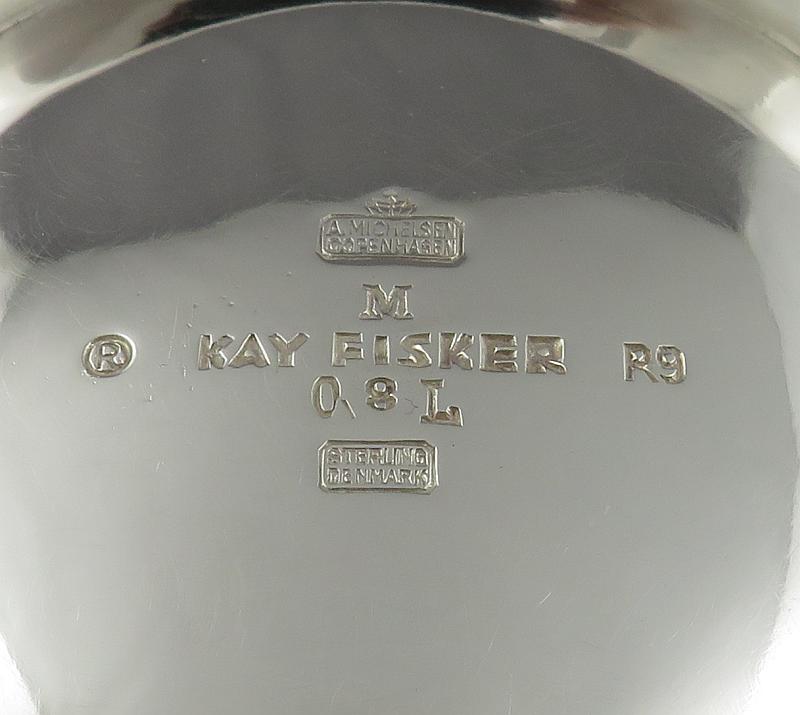 A. MICHELSEN
COPENHAGEN
M
® KAY FISKER R9
0,8 L
STERLING
DENMARK